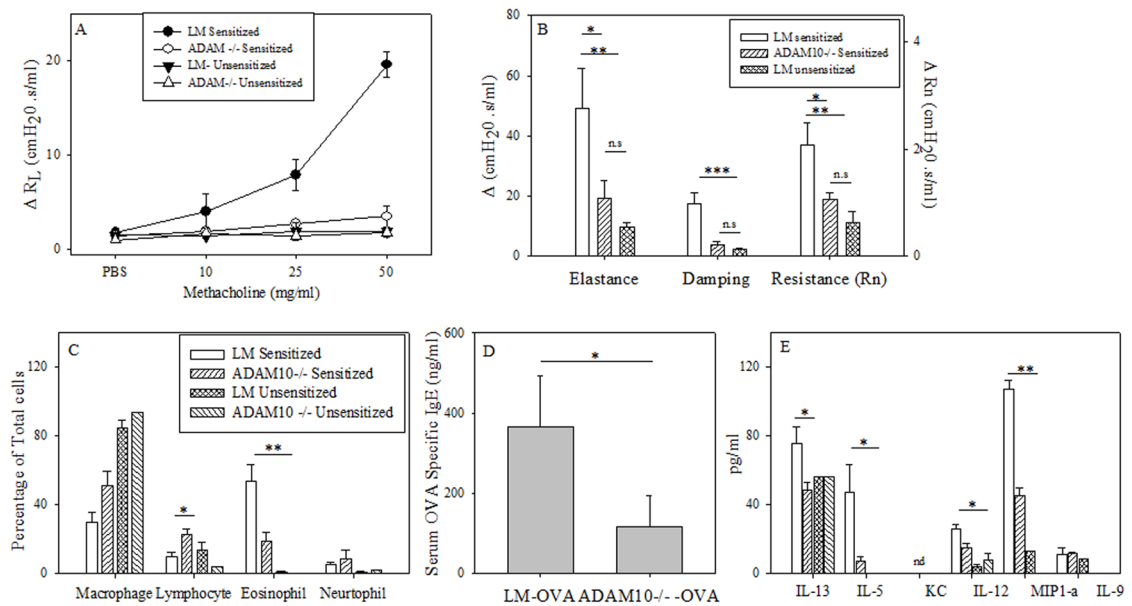 A
LM Sensitized
ADAM -/- Sensitized
LM- Unsensitized
ADAM-/- Unsensitized
Δ RL (cmH20 .s/ml)
20
10
0
PBS
10
25
50
Methacholine (mg/ml)
B
LM sensitized
ADAM10-/- Sensitized
LM unsensitized
Δ (cmH20 .s/ml)
Δ Rn (cmH20 .s/ml)
80
60
40
20
0
4
2
0
*
**
n.s
***
n.s
*
**
n.s
Elastance
Damping
Resistance (Rn)
C
LM Sensitized
ADAM10-/- Sensitized
LM Unsensitized
ADAM10 -/- Unsensitized
Percentage of Total cells
120
80
40
0
*
**
Macrophage
Lymphocyte
Eosinophil
Neurtophil
D
Serum OVA Specific IgE (ng/ml)
600
400
200
0
*
LM-OVA
ADAM10-/- -OVA
E
pg/ml
120
80
40
0
*
*
nd
*
**
IL-13
IL-5
KC
IL-12
MIP1-a
IL-9